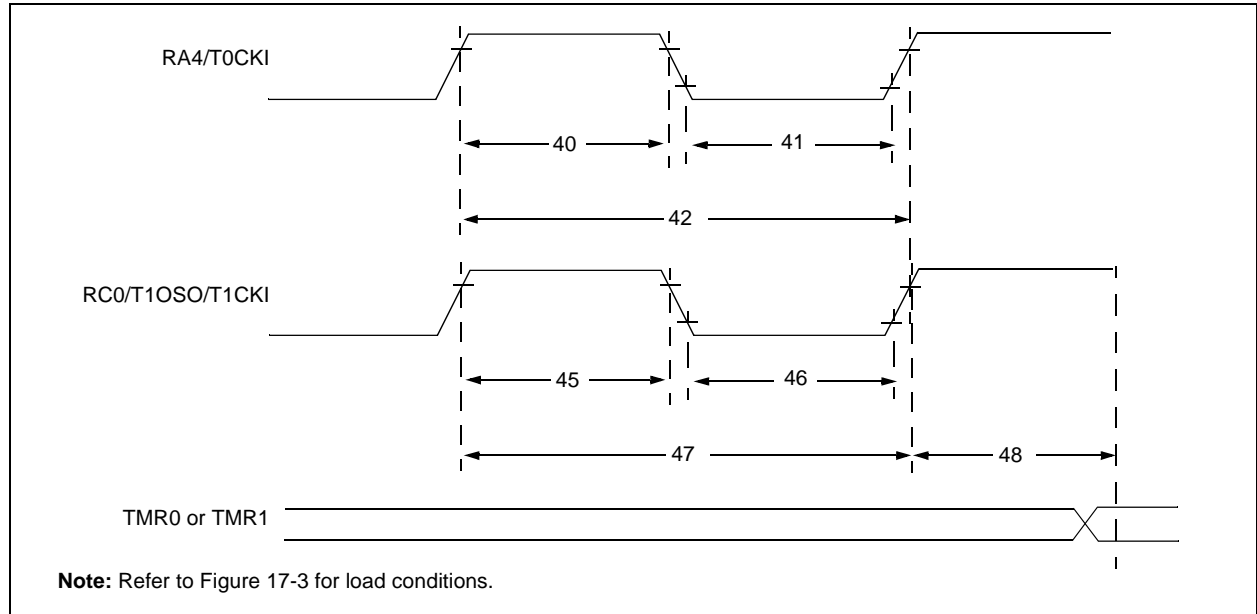 RA4/T0CKI
40
41
42
RC0/T1OSO/T1CKI
45
46
47
48
TMR0 or TMR1
Note: Refer to Figure 17-3 for load conditions.